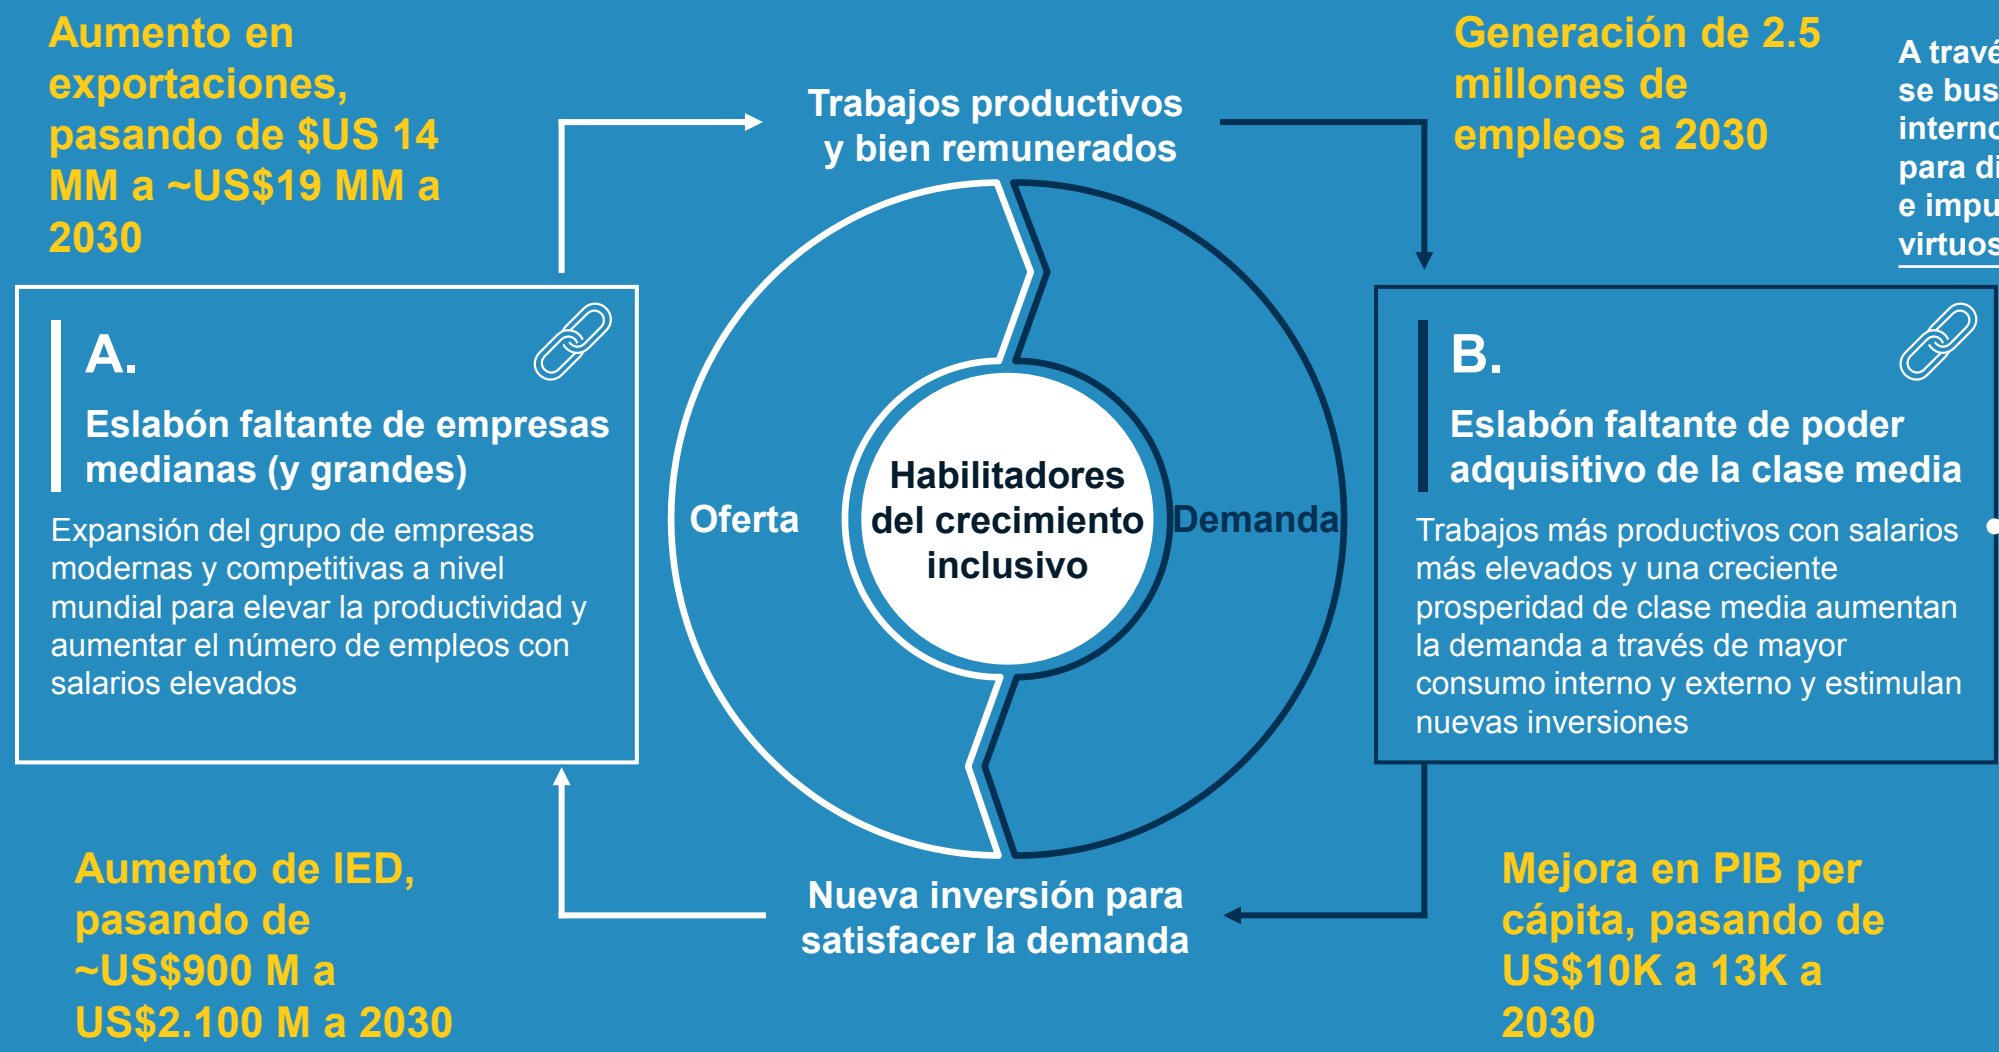 Aumento en
exportaciones,
pasando de $US 14
MM a ~US$19 MM a
2030
Trabajos productivos
y bien remunerados
Generación de 2.5
millones de
empleos a 2030
A
se
para
e
A.
Eslabón faltante de empresas
medianas (y grandes)
Expansión del grupo de empresas
modernas y competitivas a nivel
mundial para elevar la productividad y
aumentar el número de empleos con
salarios elevados
Oferta
Habilitadores
del crecimiento
inclusivo
Demanda
B.
Eslabón faltante de poder
adquisitivo de la clase media
Trabajos más productivos con salarios
más elevados y una creciente
prosperidad de clase media aumentan
la demanda a través de mayor
consumo interno y externo y estimulan
nuevas inversiones
Aumento de IED,
pasando de
~US$900 M a
US$2.100 M a 2030
Nueva inversión para
satisfacer la demanda
Mejora en PIB per
cápita, pasando de
US$10K a 13K a
2030